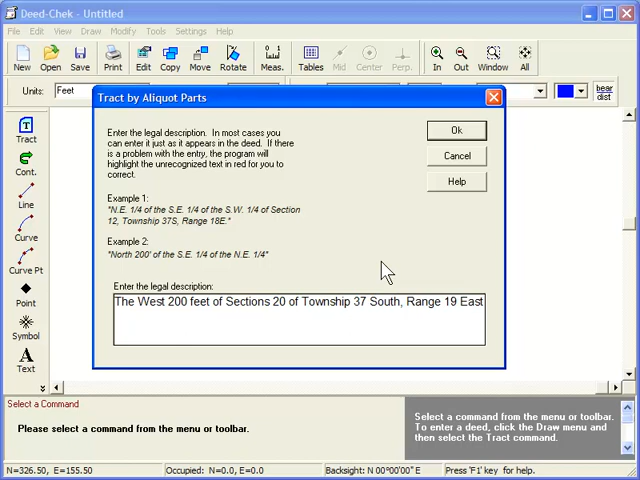 Deed-Chek - Untitled
File Edit View Draw Modify Tools Settings Help
New Open Save Print Edit Copy Move Rotate Meas. Tables Mid Center Perp. In Out Window All
Units: Feet
bear
dist
Tract by Aliquot Parts
Enter the legal description. In most cases you
can enter it just as it appears in the deed. If there
is a problem with the entry, the program will
highlight the unrecognized text in red for you to
correct.
Ok
Cancel
Help
Example 1:
"N.E. 1/4 of the S.E. 1/4 of the S.W. 1/4 of Section
12, Township 37S, Range 18E."
Example 2:
"North 200' of the S.E. 1/4 of the N.E. 1/4"
Enter the legal description:
The West 200 feet of Sections 20 of Township 37 South, Range 19 East
Tract
Cont.
Line
Curve
Curve Pt
Point
Symbol
Text
Select a Command
Please select a command from the menu or toolbar.
Select a command from the menu or toolbar.
To enter a deed, click the Draw menu and
then select the Tract command.
N=326.50, E=155.50 Occupied: N=0.0, E=0.0 Backsight: N 00°00'00" E Press 'F1' key for help.